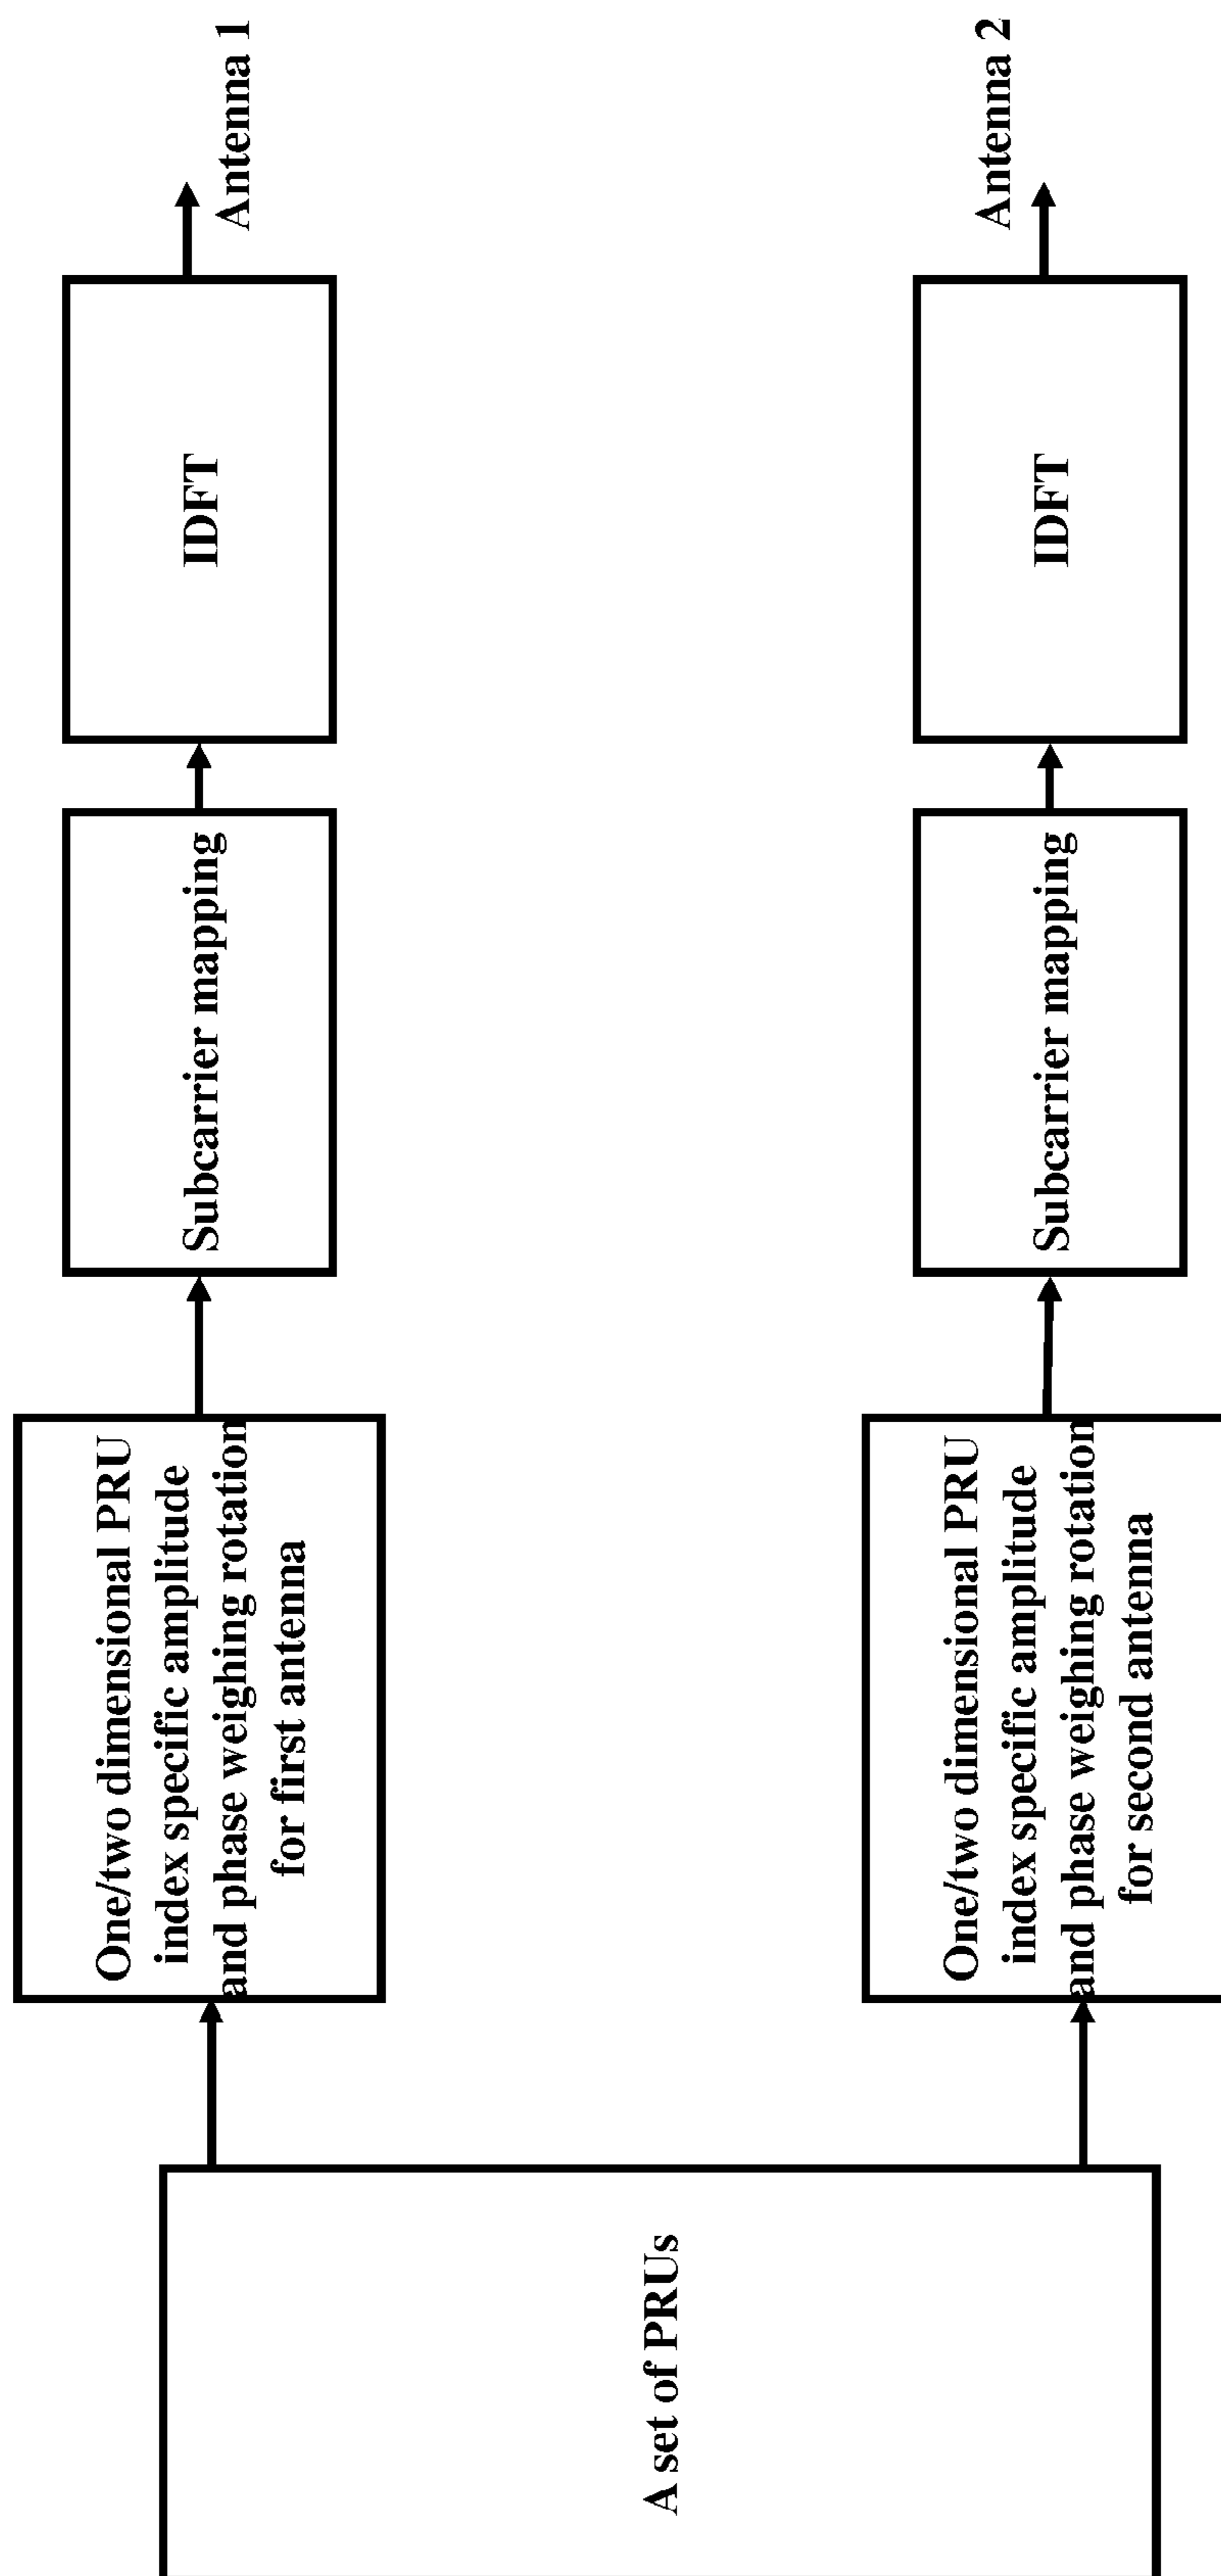 A set of PRUs
One/two dimensional PRU
index specific amplitude
and phase weighing rotation
for first antenna
Subcarrier mapping
IDFT
Antenna 1
One/two dimensional PRU
index specific amplitude
and phase weighing rotation
for second antenna
Subcarrier mapping
IDFT
Antenna 2